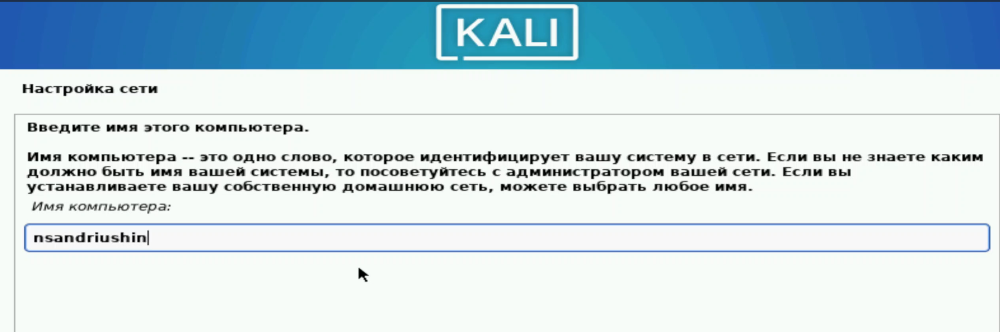 KALI
Настройка сети
Введите имя этого компьютера.
Имя компьютера -- это одно слово, которое идентифицирует вашу систему в сети. Если вы не знаете каким
должно быть имя вашей системы, то посоветуйтесь с администратором вашей сети. Если вы
устанавливаете вашу собственную домашнюю сеть, можете выбрать любое имя.
Имя компьютера:
nsandriushin